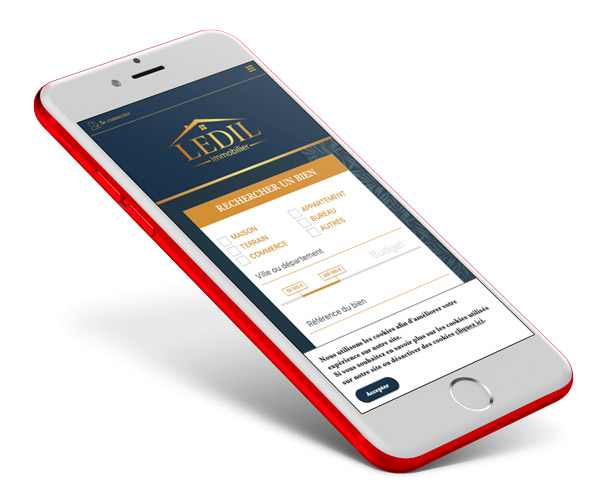 Se connecter
LEDIL
immobilier
RECHERCHER UN BIEN
MAISON
APPARTEMENT
TERRAIN
BUREAU
COMMERCE
AUTRES
Ville ou département
Budget
Référence du bien
Nous utilisons les cookies afin d'améliorer votre
expérience sur notre site.
Si vous souhaitez en savoir plus sur les cookies utilisés
sur notre site ou désactiver des cookies cliquez ici.
Accepter